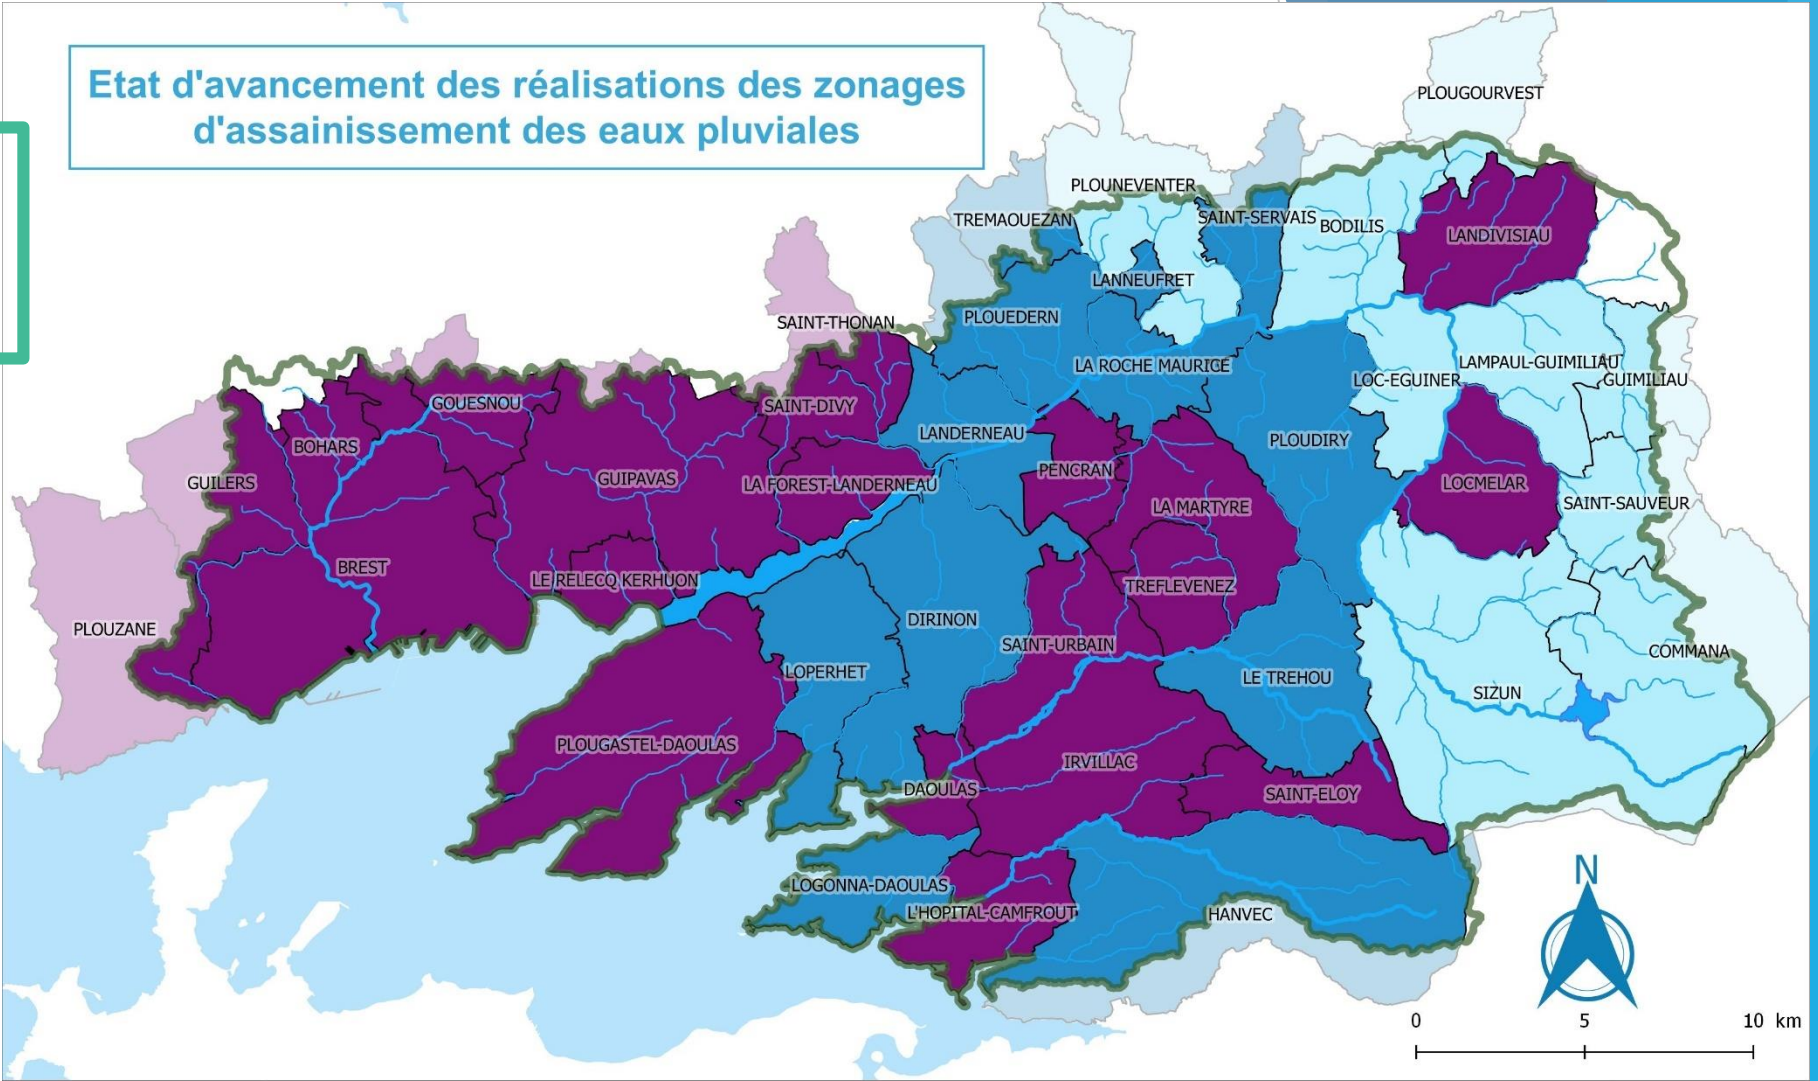 Etat d'avancement des réalisations des zonages
d'assainissement des eaux pluviales
PLOUGOURVEST
PLOUNEVENTER
TREMAOUEZAN
SAINT-SERVAIS
BODILIS
LANDIVISIAU
LANNEUFRET
PLOUEDERN
SAINT-THONAN
LA ROCHE MAURICE
LAMPAUL-GUIMILIAU
LOC-EGUINER
GUIMILIAU
GOUESNOU
SAINT-DIVY
LANDERNEAU
PLOUDIRY
BOHARS
PENCRAN
GUILERS
GUIPAVAS
LA FOREST-LANDERNEAU
LOCMELAR
LA MARTYRE
SAINT-SAUVEUR
BREST
LE RELECQ KERHUON
TREFLEVENEZ
PLOUZANE
DIRINON
SAINT-URBAIN
COMMANA
LOPERHET
LE TREHOU
SIZUN
PLOUGASTEL-DAOULAS
IRVILLAC
DAOULAS
SAINT-ELOY
LOGONNA-DAOULAS
L'HOPITAL-CAMFROUT
HANVEC
N
0 5 10 km